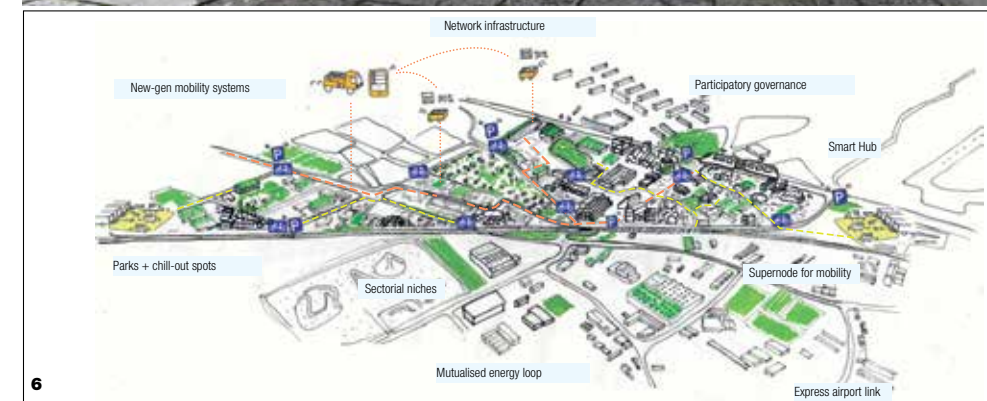 Network infrastructure
New-gen mobility systems
Participatory governance
Smart Hub
P
P
P
P
P
P
Parks + chill-out spots
Sectorial niches
Supernode for mobility
Mutualised energy loop
Express airport link
6